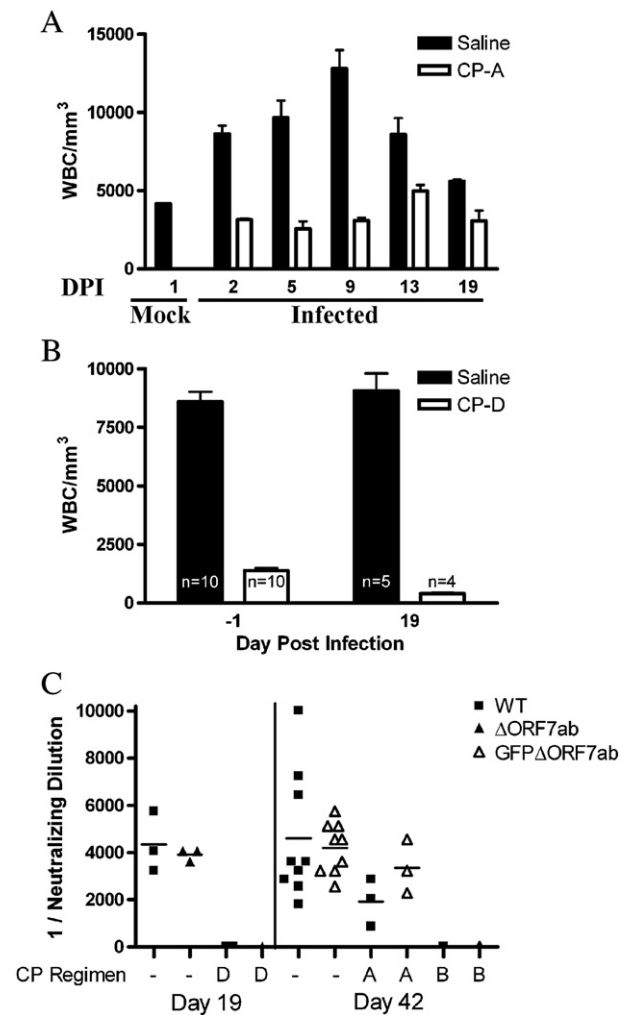 A
15000
10000
5000
0
WBC/mm³
Saline
CP-A
DPI 1 2 5 9 13 19
Mock Infected
B
10000
7500
5000
2500
0
WBC/mm³
Saline
CP-D
n=10 n=10 n=5 n=4
-1 19
Day Post Infection
C
10000
8000
6000
4000
2000
0
1 / Neutralizing Dilution
WT
ΔORF7ab
GFPΔORF7ab
CP Regimen - - D D - - A A B B
Day 19 Day 42